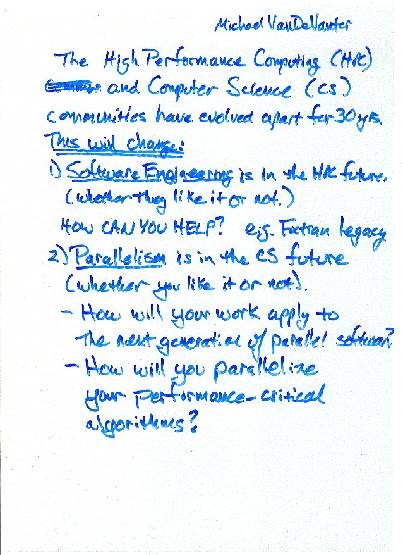 Michael VanDeVanter
The High Performance Computing (HPC)
and Computer Science (CS)
communities have evolved apart for 30 yrs.
This will change:
1) Software Engineering is in the HPC future.
(whether they like it or not.)
HOW CAN YOU HELP? e.g. Fortran legacy
2) Parallelism is in the CS future
(whether you like it or not).
- How will your work apply to
the next generation of parallel software?
- How will you parallelize
your performance-critical
algorithms?